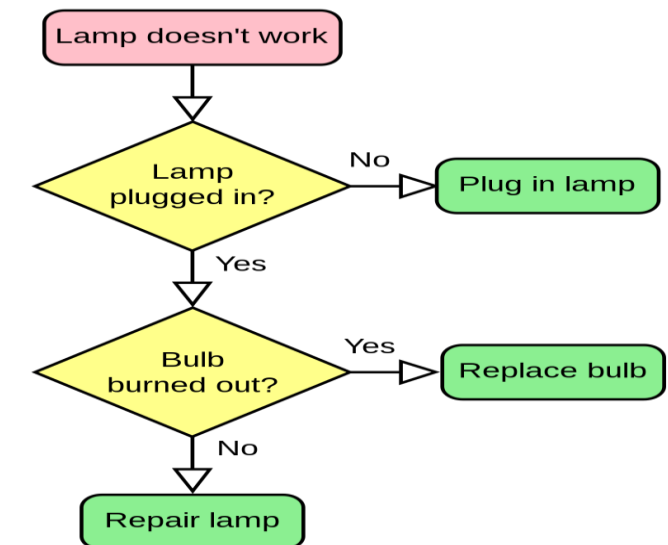 Lamp doesn't work
Lamp
plugged in?
No
Plug in lamp
Yes
Bulb
burned out?
Yes
Replace bulb
No
Repair lamp